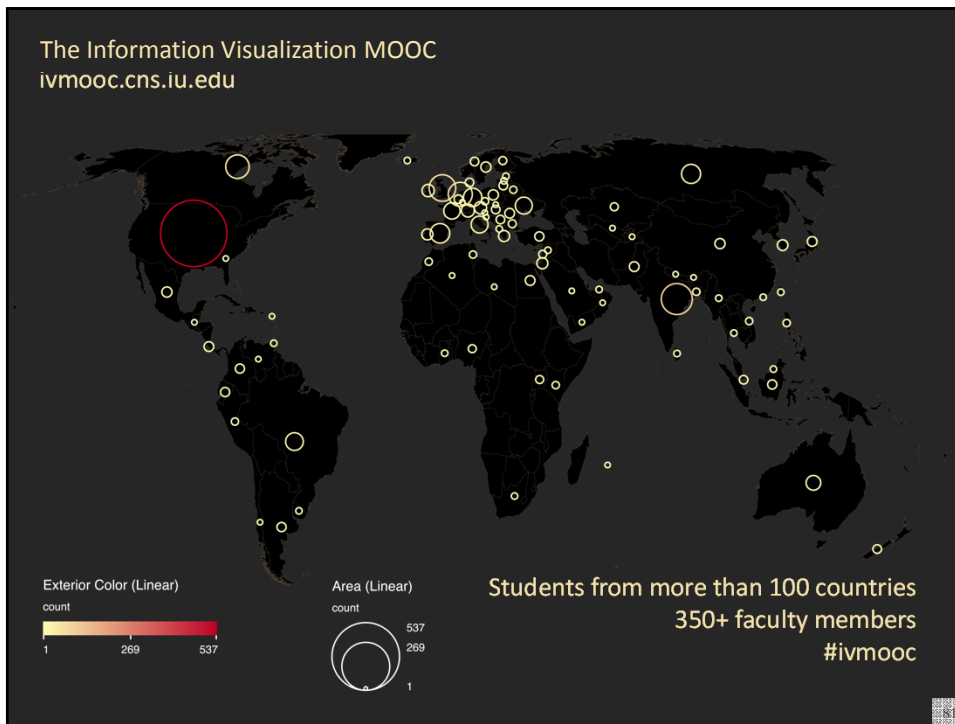 The Information Visualization MOOC
ivmooc.cns.iu.edu
Exterior Color (Linear)
count
1 269 537
Area (Linear)
count
537
269
1
Students from more than 100 countries
350+ faculty members
#ivmooc